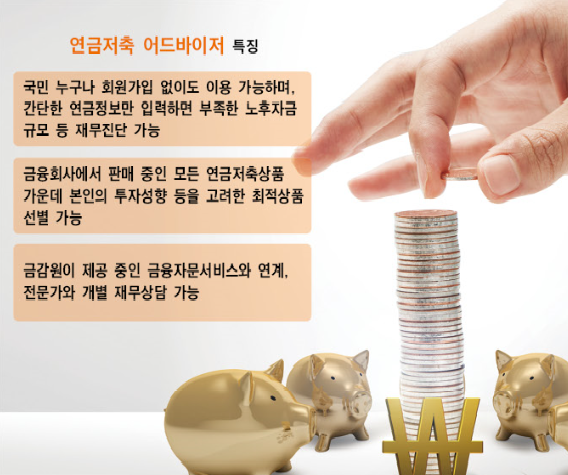 연금저축 어드바이저 특징
국민 누구나 회원가입 없이도 이용 가능하며,
간단한 연금정보만 입력하면 부족한 노후자금
규모 등 재무진단 가능
금융회사에서 판매 중인 모든 연금저축상품
가운데 본인의 투자성향 등을 고려한 최적상품
선별 가능
금감원이 제공 중인 금융자문서비스와 연계,
전문가와 개별 재무상담 가능
₩